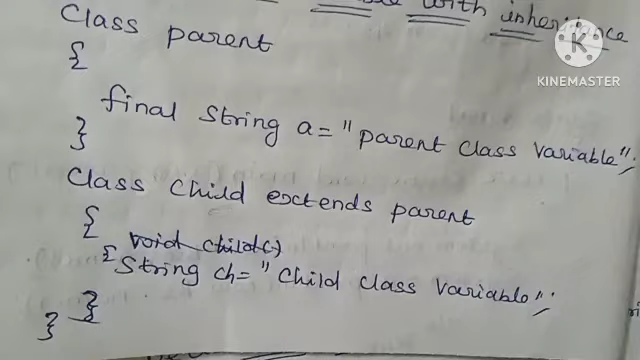 with inheritance
class parent
{
final String a = "parent class variable";
}
class child extends parent
{
void child()
{ String ch = "child class variable";
}
}
KINEMASTER